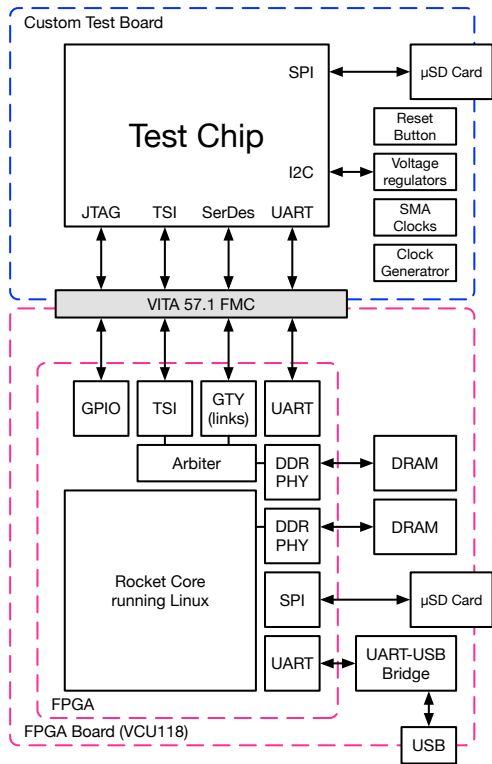 Custom Test Board
SPI
µSD Card
Test Chip
Reset
Button
I2C
Voltage
regulators
JTAG TSI SerDes UART
SMA
Clocks
Clock
Generatror
VITA 57.1 FMC
GPIO
TSI
GTY
(links)
UART
Arbiter
DDR
PHY
DRAM
DDR
PHY
DRAM
Rocket Core
running Linux
SPI
µSD Card
UART
UART-USB
Bridge
FPGA
FPGA Board (VCU118)
USB